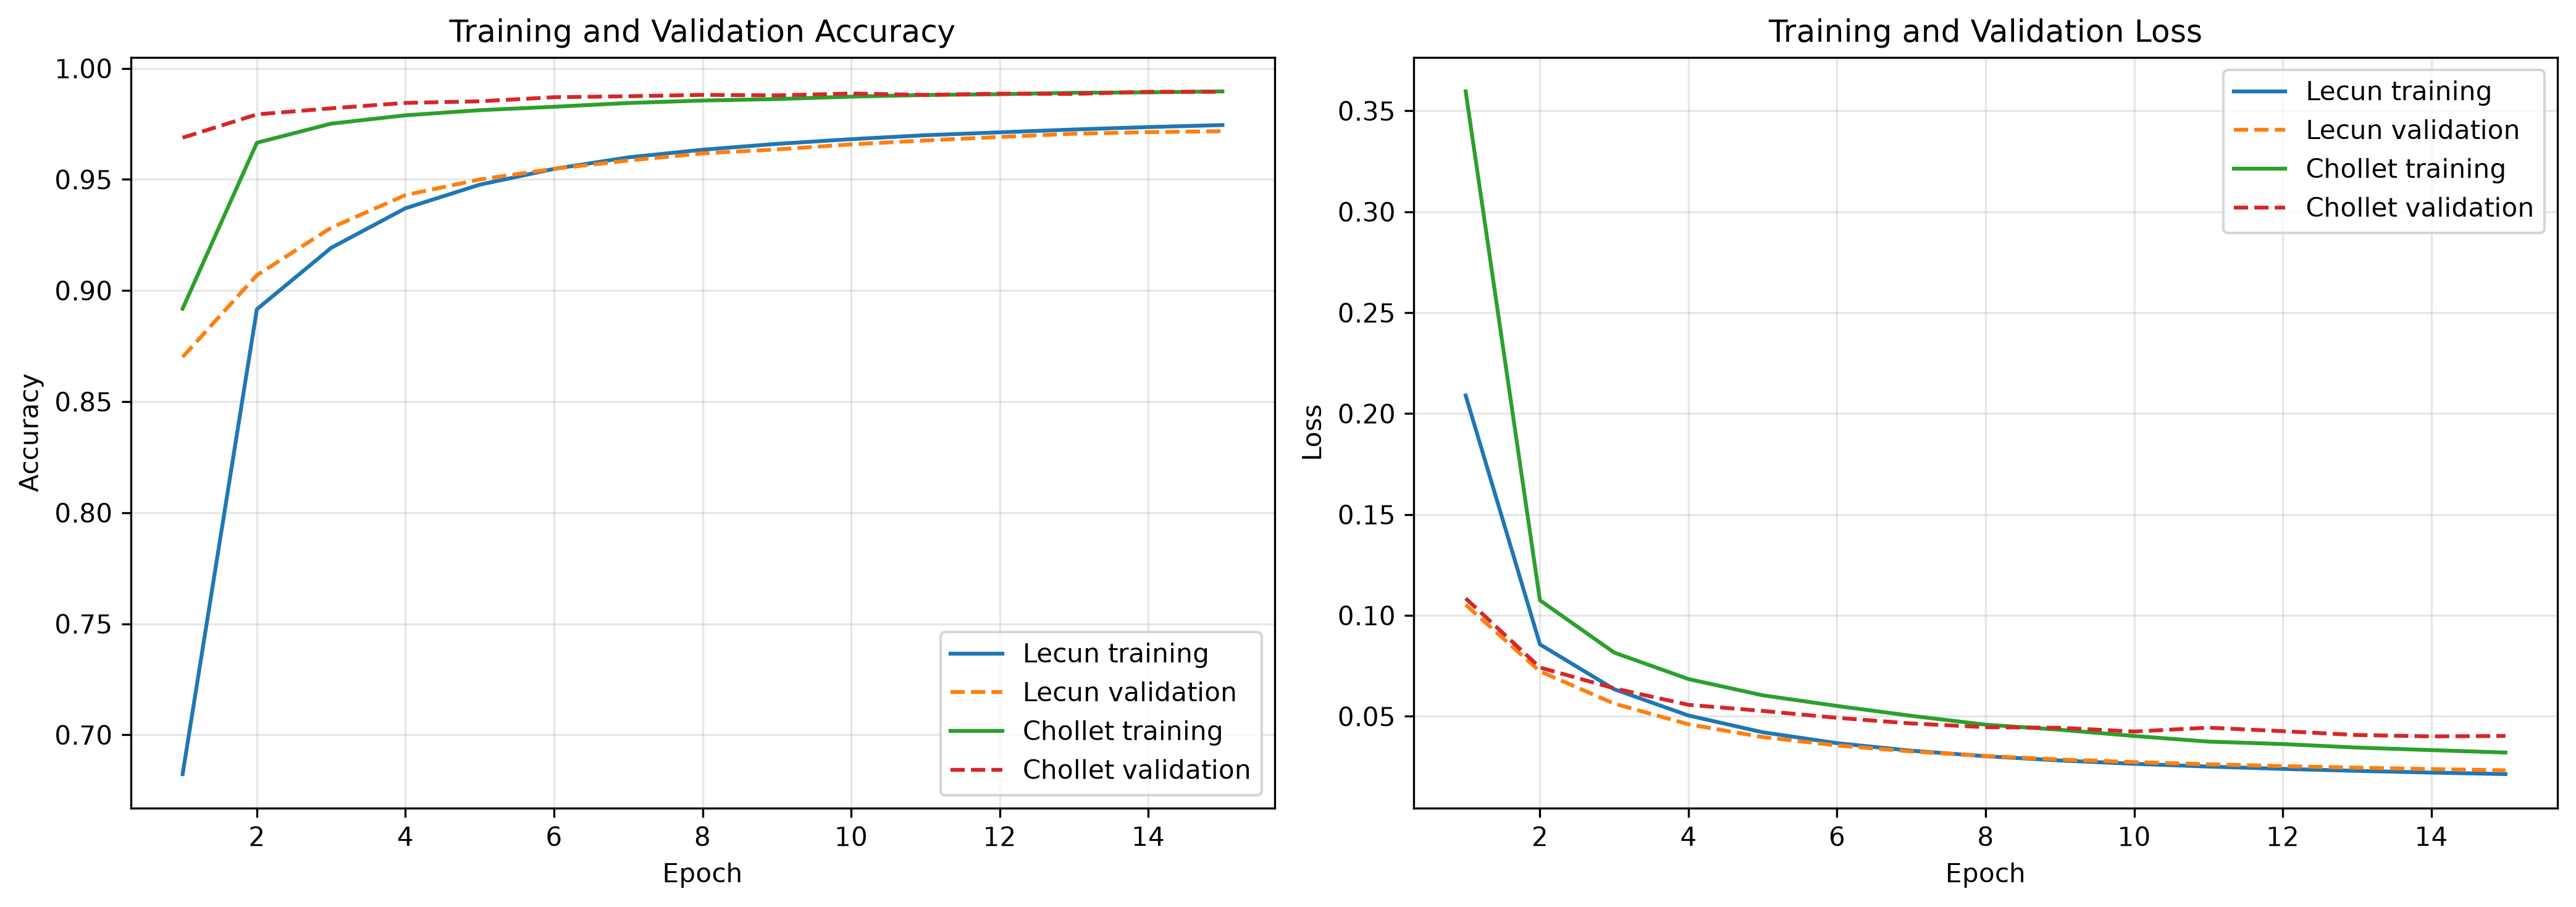 Training and Validation Accuracy
1.00
0.95
0.90
0.85
0.80
0.75
0.70
Accuracy
2 4 6 8 10 12 14
Epoch
Lecun training
Lecun validation
Chollet training
Chollet validation
Training and Validation Loss
0.35
0.30
0.25
0.20
0.15
0.10
0.05
Loss
2 4 6 8 10 12 14
Epoch
Lecun training
Lecun validation
Chollet training
Chollet validation